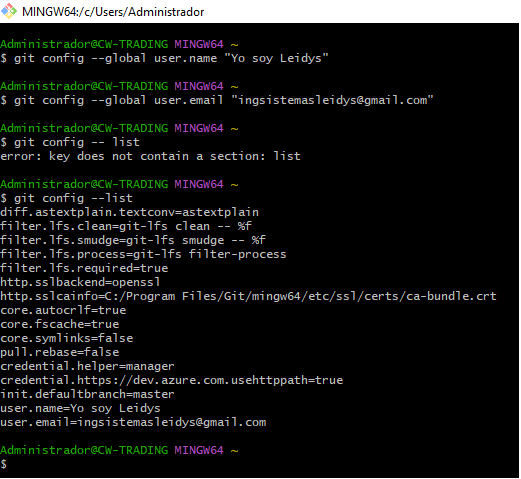 MINGW64:/c/Users/Administrador
Administrador@CW-TRADING MINGW64 ~
$ git config --global user.name "Yo soy Leidys"
Administrador@CW-TRADING MINGW64 ~
$ git config --global user.email "ingsistemasleidys@gmail.com"
Administrador@CW-TRADING MINGW64 ~
$ git config -- list
error: key does not contain a section: list
Administrador@CW-TRADING MINGW64 ~
$ git config --list
diff.astextplain.textconv=astextplain
filter.lfs.clean=git-lfs clean -- %f
filter.lfs.smudge=git-lfs smudge -- %f
filter.lfs.process=git-lfs filter-process
filter.lfs.required=true
http.sslbackend=openssl
http.sslcainfo=C:/Program Files/Git/mingw64/etc/ssl/certs/ca-bundle.crt
core.autocrlf=true
core.fscache=true
core.symlinks=false
pull.rebase=false
credential.helper=manager
credential.https://dev.azure.com.usehttppath=true
init.defaultbranch=master
user.name=Yo soy Leidys
user.email=ingsistemasleidys@gmail.com
Administrador@CW-TRADING MINGW64 ~
$